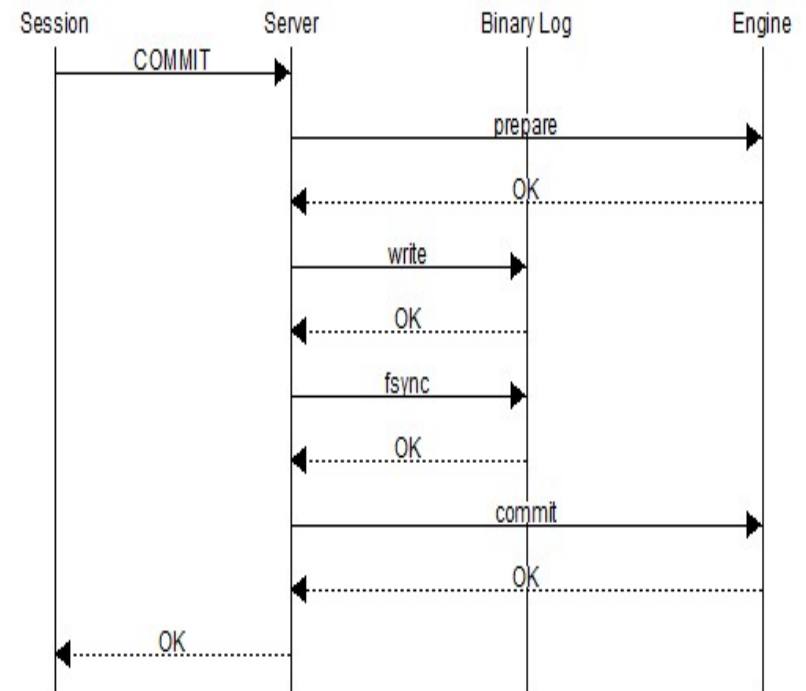 Session Server Binary Log Engine
COMMIT
prepare
OK
write
OK
fsync
OK
commit
OK
OK